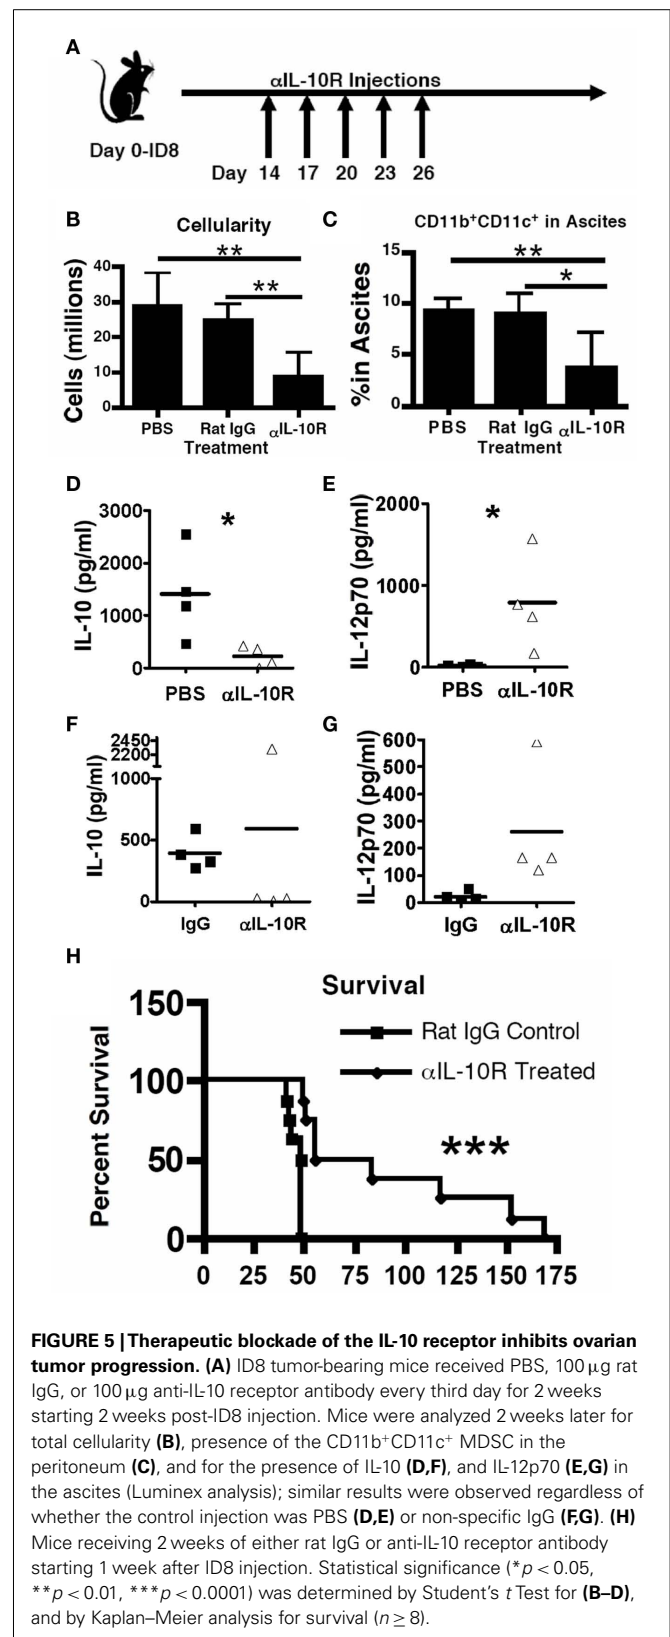 A
αIL-10R Injections
Day 0-ID8
Day 14 17 20 23 26
B
Cellularity
**
**
Cells (millions)
40
30
20
10
0
PBS Rat IgG αIL-10R
Treatment
C
CD11b+CD11c+ in Ascites
**
*
%in Ascites
15
10
5
0
PBS Rat IgG αIL-10R
Treatment
D
*
IL-10 (pg/ml)
3000
2000
1000
0
PBS αIL-10R
E
*
IL-12p70 (pg/ml)
2000
1000
0
PBS αIL-10R
F
IL-10 (pg/ml)
2450
2200
1000
500
0
IgG αIL-10R
G
IL-12p70 (pg/ml)
600
500
400
300
200
100
0
IgG αIL-10R
H
Survival
Rat IgG Control
αIL-10R Treated
***
Percent Survival
150
100
50
0
0 25 50 75 100 125 150 175
FIGURE 5 | Therapeutic blockade of the IL-10 receptor inhibits ovarian
tumor progression. (A) ID8 tumor-bearing mice received PBS, 100 μg rat
IgG, or 100 μg anti-IL-10 receptor antibody every third day for 2 weeks
starting 2 weeks post-ID8 injection. Mice were analyzed 2 weeks later for
total cellularity (B), presence of the CD11b+CD11c+ MDSC in the
peritoneum (C), and for the presence of IL-10 (D,F), and IL-12p70 (E,G) in
the ascites (Luminex analysis); similar results were observed regardless of
whether the control injection was PBS (D,E) or non-specific IgG (F,G). (H)
Mice receiving 2 weeks of either rat IgG or anti-IL-10 receptor antibody
starting 1 week after ID8 injection. Statistical significance (*p < 0.05,
**p < 0.01, ***p < 0.0001) was determined by Student's t Test for (B–D),
and by Kaplan–Meier analysis for survival (n ≥ 8).